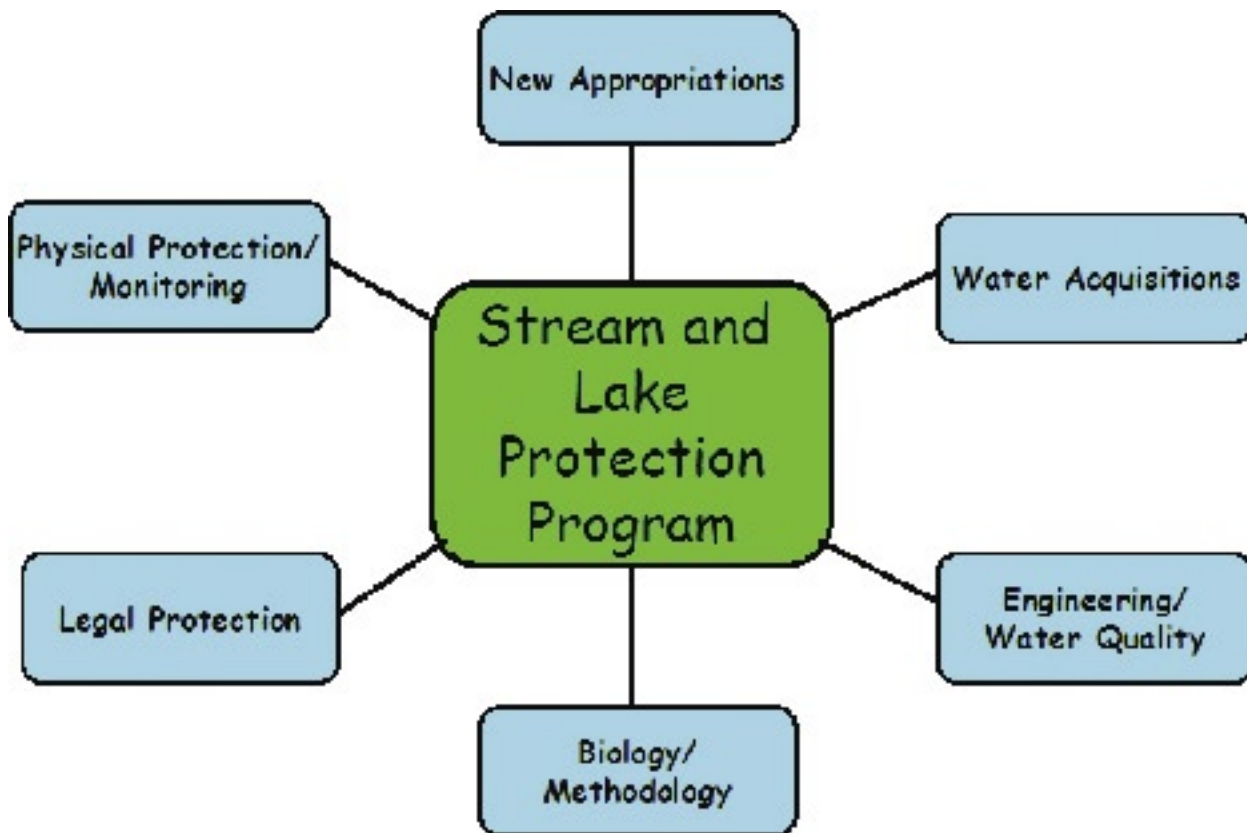 New Appropriations
Physical Protection/
Monitoring
Water Acquisitions
Stream and
Lake
Protection
Program
Legal Protection
Engineering/
Water Quality
Biology/
Methodology